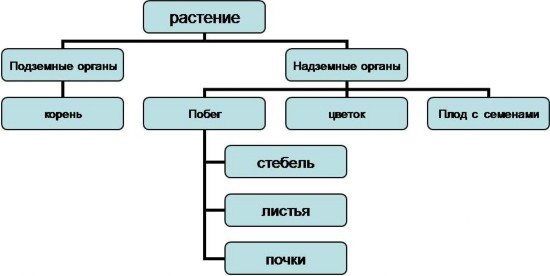 растение
Подземные органы
Надземные органы
корень
Побег
цветок
Плод с семенами
стебель
листья
почки